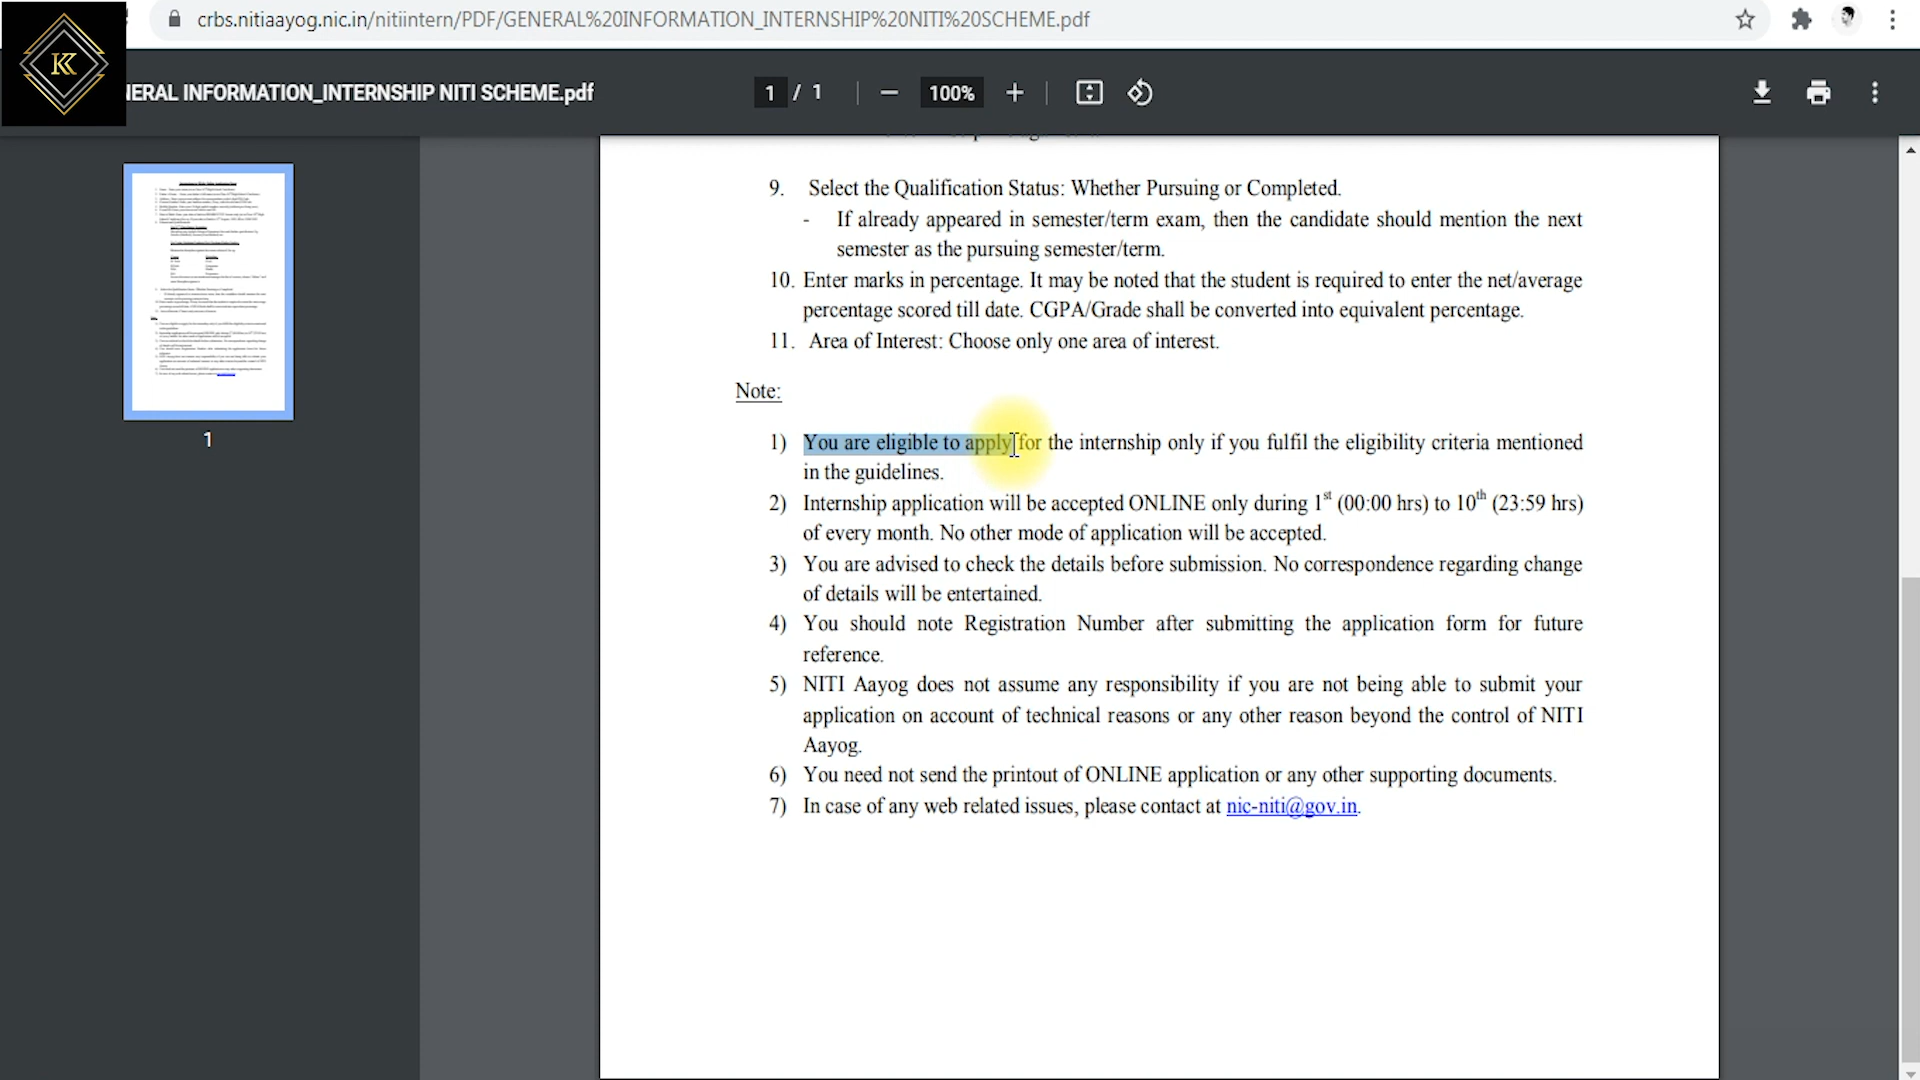 crbs.nitiaayog.nic.in/nitiintern/PDF/GENERAL%20INFORMATION_INTERNSHIP%20NITI%20SCHEME.pdf
KK
NERAL INFORMATION_INTERNSHIP NITI SCHEME.pdf
1 / 1
100%
9. Select the Qualification Status: Whether Pursuing or Completed.
- If already appeared in semester/term exam, then the candidate should mention the next
semester as the pursuing semester/term.
10. Enter marks in percentage. It may be noted that the student is required to enter the net/average
percentage scored till date. CGPA/Grade shall be converted into equivalent percentage.
11. Area of Interest: Choose only one area of interest.
Note:
1) You are eligible to apply for the internship only if you fulfil the eligibility criteria mentioned
in the guidelines.
2) Internship application will be accepted ONLINE only during 1st (00:00 hrs) to 10th (23:59 hrs)
of every month. No other mode of application will be accepted.
3) You are advised to check the details before submission. No correspondence regarding change
of details will be entertained.
4) You should note Registration Number after submitting the application form for future
reference.
5) NITI Aayog does not assume any responsibility if you are not being able to submit your
application on account of technical reasons or any other reason beyond the control of NITI
Aayog.
6) You need not send the printout of ONLINE application or any other supporting documents.
7) In case of any web related issues, please contact at nic-niti@gov.in.
1